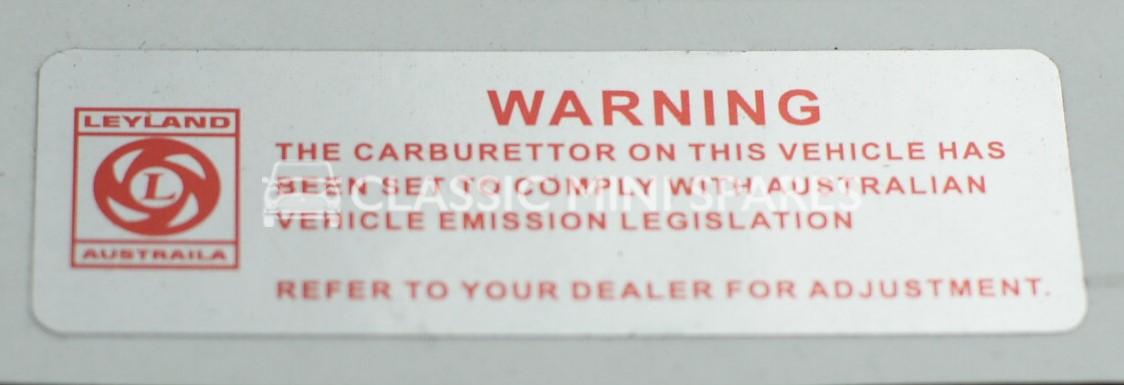 LEYLAND
L
AUSTRAILA
WARNING
THE CARBURETTOR ON THIS VEHICLE HAS
BEEN SET TO COMPLY WITH AUSTRALIAN
VEHICLE EMISSION LEGISLATION
REFER TO YOUR DEALER FOR ADJUSTMENT.
CLASSIC MINI SPARES